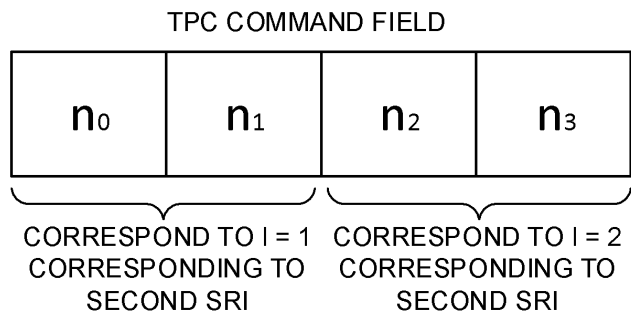 TPC COMMAND FIELD
n0 n1 n2 n3
CORRESPOND TO l = 1 CORRESPOND TO l = 2
CORRESPONDING TO CORRESPONDING TO
SECOND SRI SECOND SRI